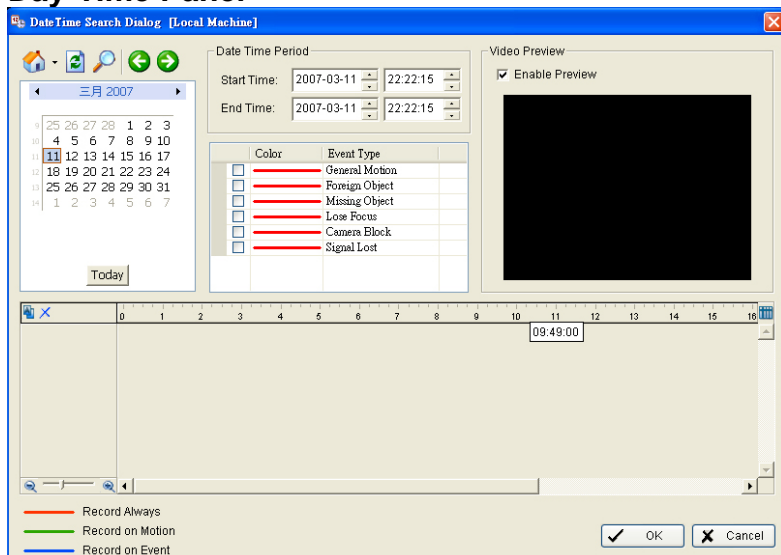 Day Time Panel
DateTime Search Dialog [Local Machine]
Date Time Period
Start Time: 2007-03-11 22:22:15
End Time: 2007-03-11 22:22:15
Video Preview
Enable Preview
三月 2007
9 25 26 27 28 1 2 3
10 4 5 6 7 8 9 10
11 11 12 13 14 15 16 17
12 18 19 20 21 22 23 24
13 25 26 27 28 29 30 31
14 1 2 3 4 5 6 7
Today
Color Event Type
General Motion
Foreign Object
Missing Object
Lose Focus
Camera Block
Signal Lost
0 1 2 3 4 5 6 7 8 9 10 11 12 13 14 15 16
09:49:00
Record Always
Record on Motion
Record on Event
OK
Cancel